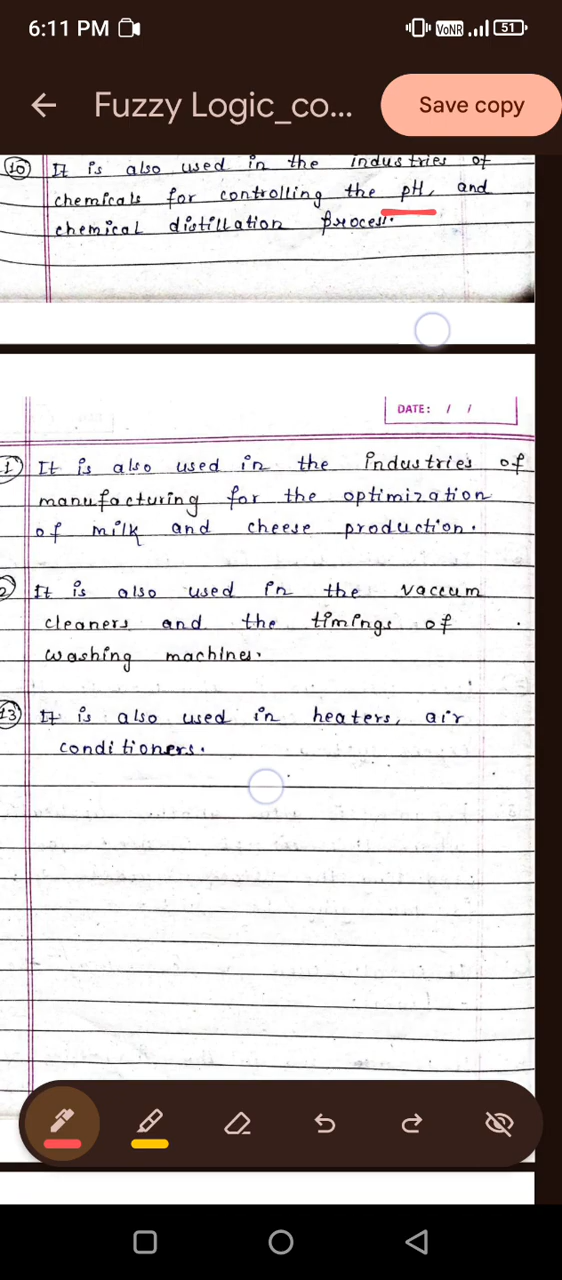 6:11 PM VoNR 51
Fuzzy Logic_co... Save copy
10 It is also used in the industries of
chemicals for controlling the pH, and
chemical distillation process.
DATE: / /
1) It is also used in the industries of
manufacturing for the optimization
of milk and cheese production.
2) It is also used in the vaccum
cleaners and the timings of
washing machines.
13 It is also used in heaters, air
conditioners.